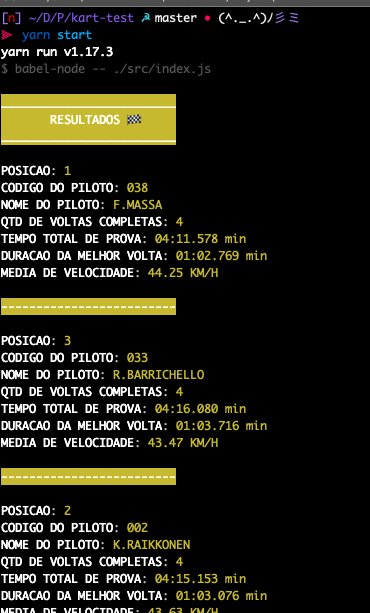 [n] ~/D/P/kart-test master • (^._.^)ﾉ彡ミ
yarn start
yarn run v1.17.3
$ babel-node -- ./src/index.js
RESULTADOS 🏁
POSICAO: 1
CODIGO DO PILOTO: 038
NOME DO PILOTO: F.MASSA
QTD DE VOLTAS COMPLETAS: 4
TEMPO TOTAL DE PROVA: 04:11.578 min
DURACAO DA MELHOR VOLTA: 01:02.769 min
MEDIA DE VELOCIDADE: 44.25 KM/H
-------------------------
POSICAO: 3
CODIGO DO PILOTO: 033
NOME DO PILOTO: R.BARRICHELLO
QTD DE VOLTAS COMPLETAS: 4
TEMPO TOTAL DE PROVA: 04:16.080 min
DURACAO DA MELHOR VOLTA: 01:03.716 min
MEDIA DE VELOCIDADE: 43.47 KM/H
-------------------------
POSICAO: 2
CODIGO DO PILOTO: 002
NOME DO PILOTO: K.RAIKKONEN
QTD DE VOLTAS COMPLETAS: 4
TEMPO TOTAL DE PROVA: 04:15.153 min
DURACAO DA MELHOR VOLTA: 01:03.076 min
MEDIA DE VELOCIDADE: 43.63 KM/H